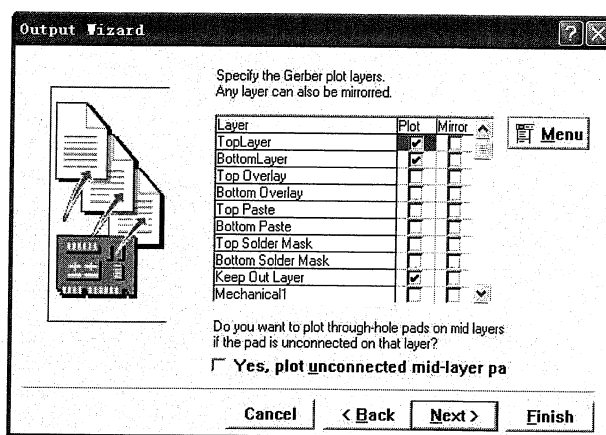 Output Wizard
Specify the Gerber plot layers.
Any layer can also be mirrored.
Layer Plot Mirror
TopLayer
BottomLayer
Top Overlay
Bottom Overlay
Top Paste
Bottom Paste
Top Solder Mask
Bottom Solder Mask
Keep Out Layer
Mechanical1
Menu
Do you want to plot through-hole pads on mid layers
if the pad is unconnected on that layer?
Yes, plot unconnected mid-layer pa
Cancel < Back Next > Finish